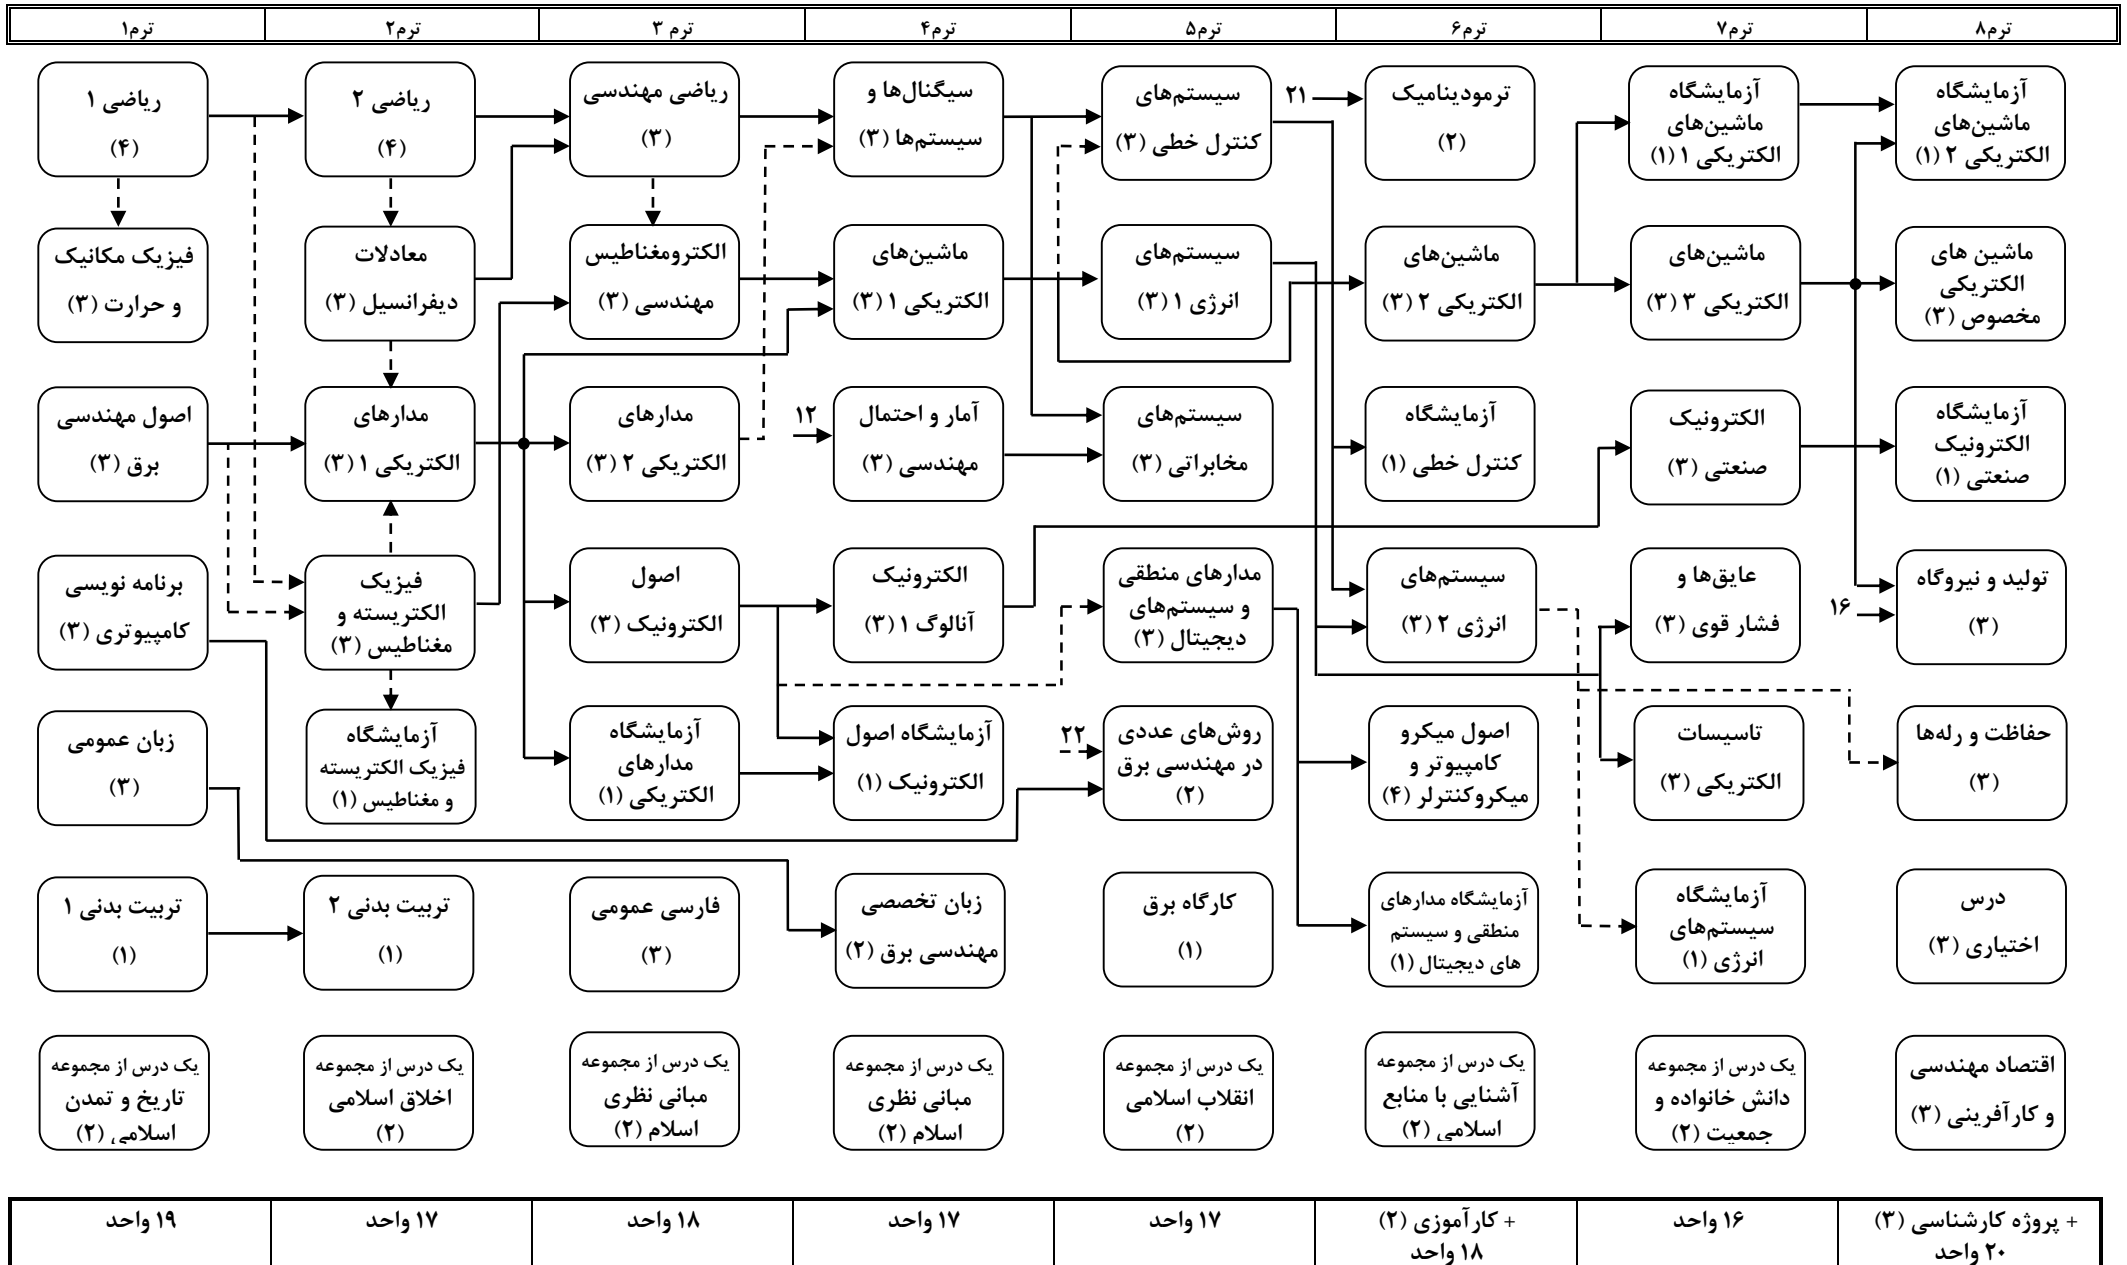 ترم۱
ترم۲
ترم ۳
ترم۴
ترم۵
ترم۶
ترم۷
ترم۸
ریاضی ۱
(۴)
ریاضی ۲
(۴)
ریاضی مهندسی
(۳)
سیگنال‌ها و
سیستم‌ها (۳)
سیستم‌های
کنترل خطی (۳)
۲۱
ترمودینامیک
(۲)
آزمایشگاه
ماشین‌های
الکتریکی ۱ (۱)
آزمایشگاه
ماشین‌های
الکتریکی ۲ (۱)
فیزیک مکانیک
و حرارت (۳)
معادلات
دیفرانسیل (۳)
الکترومغناطیس
مهندسی (۳)
ماشین‌های
الکتریکی ۱ (۳)
سیستم‌های
انرژی ۱ (۳)
ماشین‌های
الکتریکی ۲ (۳)
ماشین‌های
الکتریکی ۳ (۳)
ماشین های
الکتریکی
مخصوص (۳)
اصول مهندسی
برق (۳)
مدارهای
الکتریکی ۱ (۳)
مدارهای
الکتریکی ۲ (۳)
۱۲
آمار و احتمال
مهندسی (۳)
سیستم‌های
مخابراتی (۳)
آزمایشگاه
کنترل خطی (۱)
الکترونیک
صنعتی (۳)
آزمایشگاه
الکترونیک
صنعتی (۱)
برنامه نویسی
کامپیوتری (۳)
فیزیک
الکتریسته و
مغناطیس (۳)
اصول
الکترونیک (۳)
الکترونیک
آنالوگ ۱ (۳)
مدارهای منطقی
و سیستم‌های
دیجیتال (۳)
سیستم‌های
انرژی ۲ (۳)
عایق‌ها و
فشار قوی (۳)
۱۶
تولید و نیروگاه
(۳)
زبان عمومی
(۳)
آزمایشگاه
فیزیک الکتریسته
و مغناطیس (۱)
آزمایشگاه
مدارهای
الکتریکی (۱)
آزمایشگاه اصول
الکترونیک (۱)
۲۲
روش‌های عددی
در مهندسی برق
(۲)
اصول میکرو
کامپیوتر و
میکروکنترلر (۴)
تاسیسات
الکتریکی (۳)
حفاظت و رله‌ها
(۳)
تربیت بدنی ۱
(۱)
تربیت بدنی ۲
(۱)
فارسی عمومی
(۳)
زبان تخصصی
مهندسی برق (۲)
کارگاه برق
(۱)
آزمایشگاه مدارهای
منطقی و سیستم
های دیجیتال (۱)
آزمایشگاه
سیستم‌های
انرژی (۱)
درس
اختیاری (۳)
یک درس از مجموعه
تاریخ و تمدن
اسلامی (۲)
یک درس از مجموعه
اخلاق اسلامی
(۲)
یک درس از مجموعه
مبانی نظری
اسلام (۲)
یک درس از مجموعه
مبانی نظری
اسلام (۲)
یک درس از مجموعه
انقلاب اسلامی
(۲)
یک درس از مجموعه
آشنایی با منابع
اسلامی (۲)
یک درس از مجموعه
دانش خانواده و
جمعیت (۲)
اقتصاد مهندسی
و کارآفرینی (۳)
۱۹ واحد
۱۷ واحد
۱۸ واحد
۱۷ واحد
۱۷ واحد
+ کارآموزی (۲)
۱۸ واحد
۱۶ واحد
+ پروژه کارشناسی (۳)
۲۰ واحد